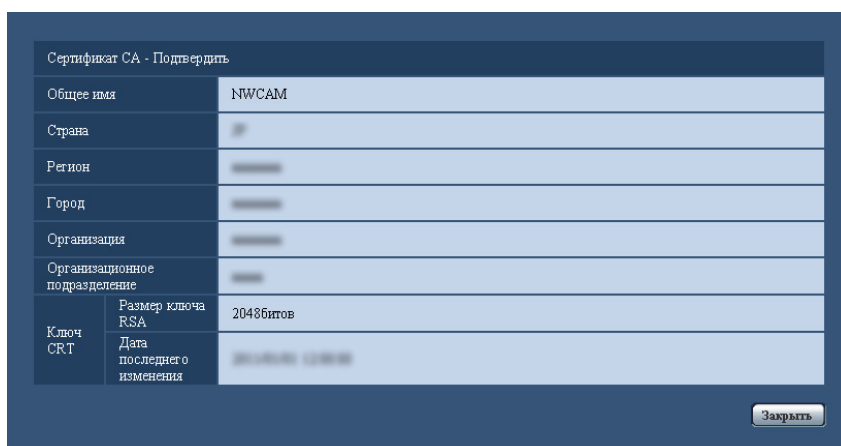 Сертификат CA - Подтвердить
Общее имя NWCAM
Страна
Регион
Город
Организация
Организационное
подразделение
Ключ
CRT
Размер ключа
RSA
2048битов
Дата
последнего
изменения
Закрыть